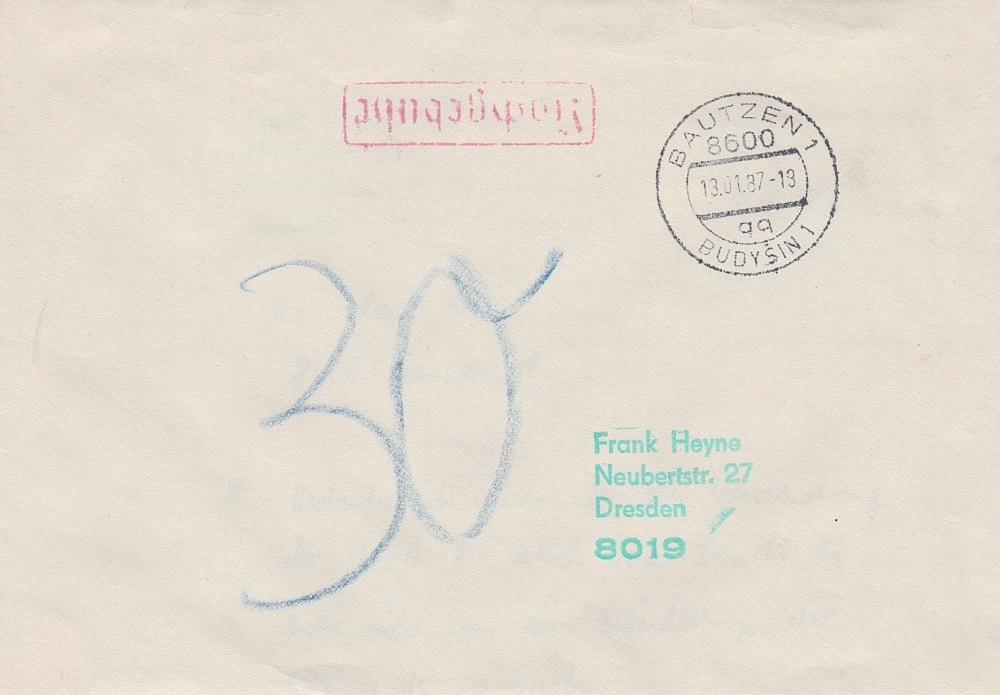 Nachgebühr
BAUTZEN 1
8600
13.01.87-13
qq
BUDYŠIN 1
30
Frank Heyne
Neubertstr. 27
Dresden
8019